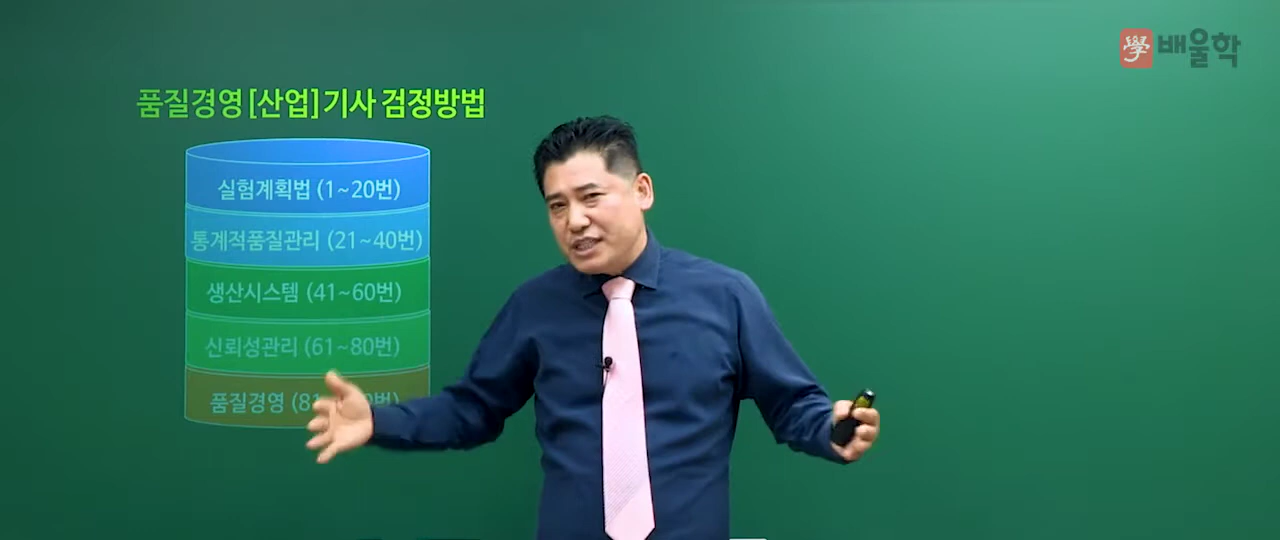 學 배울학
품질경영 [산업] 기사 검정방법
실험계획법 (1~20번)
통계적품질관리 (21~40번)
생산시스템 (41~60번)
신뢰성관리 (61~80번)
품질경영